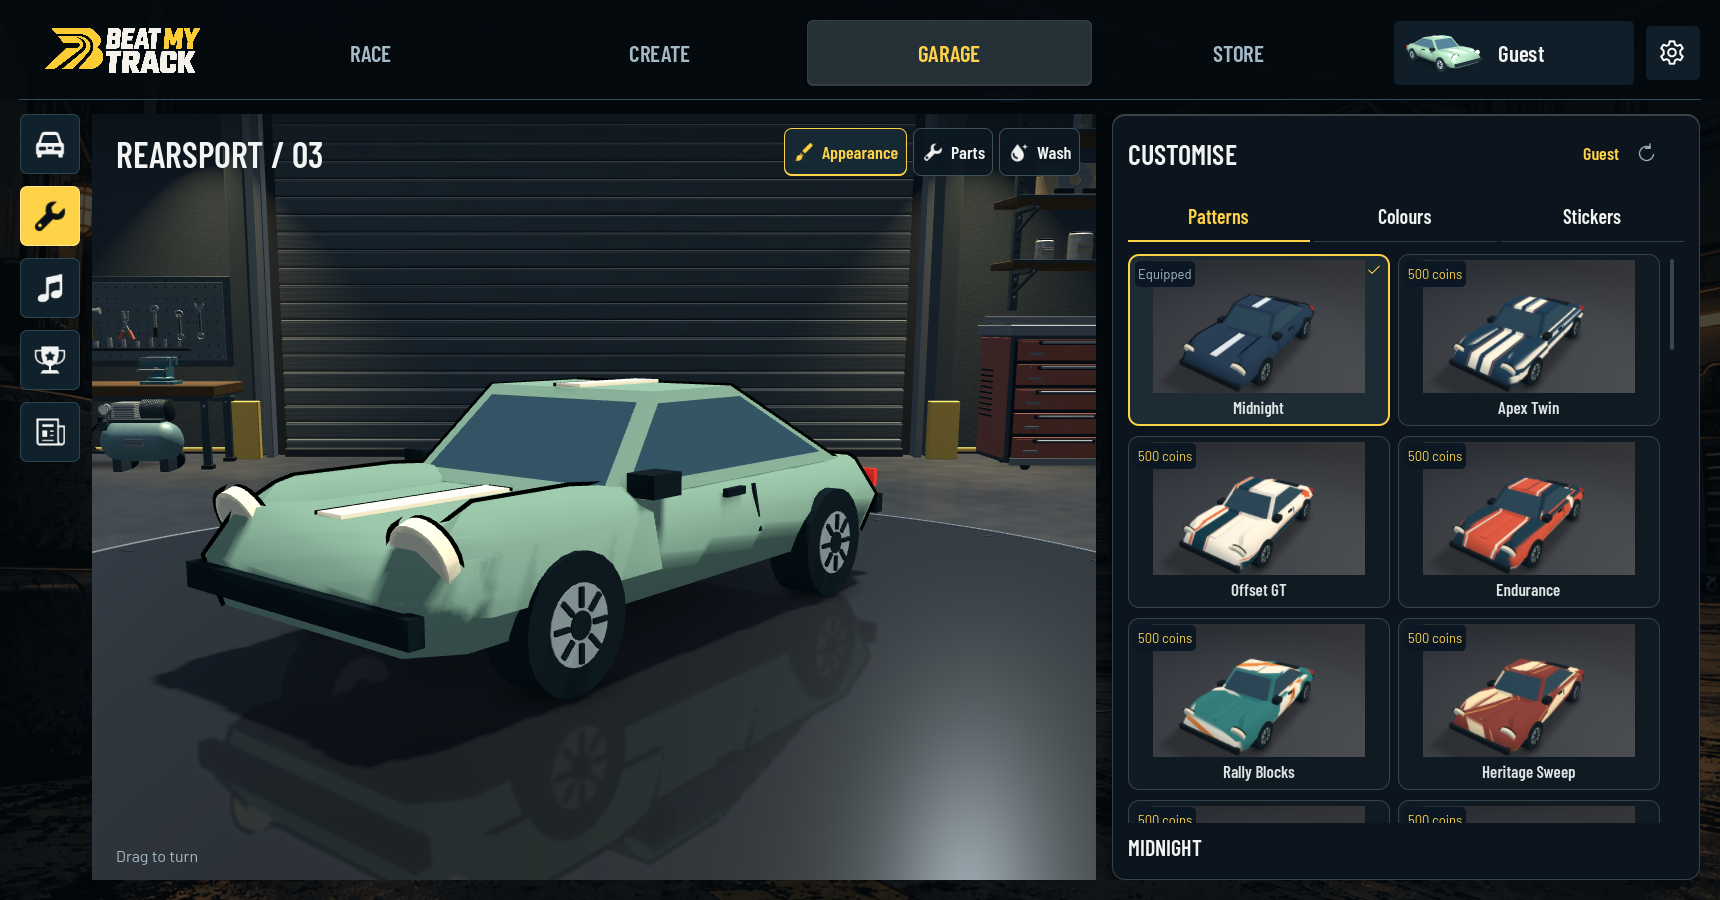 BEAT MY
TRACK
RACE
CREATE
GARAGE
STORE
Guest
REARSPORT / 03
Appearance
Parts
Wash
Drag to turn
CUSTOMISE
Guest
Patterns
Colours
Stickers
Equipped
Midnight
500 coins
Apex Twin
500 coins
Offset GT
500 coins
Endurance
500 coins
Rally Blocks
500 coins
Heritage Sweep
500 coins
500 coins
MIDNIGHT